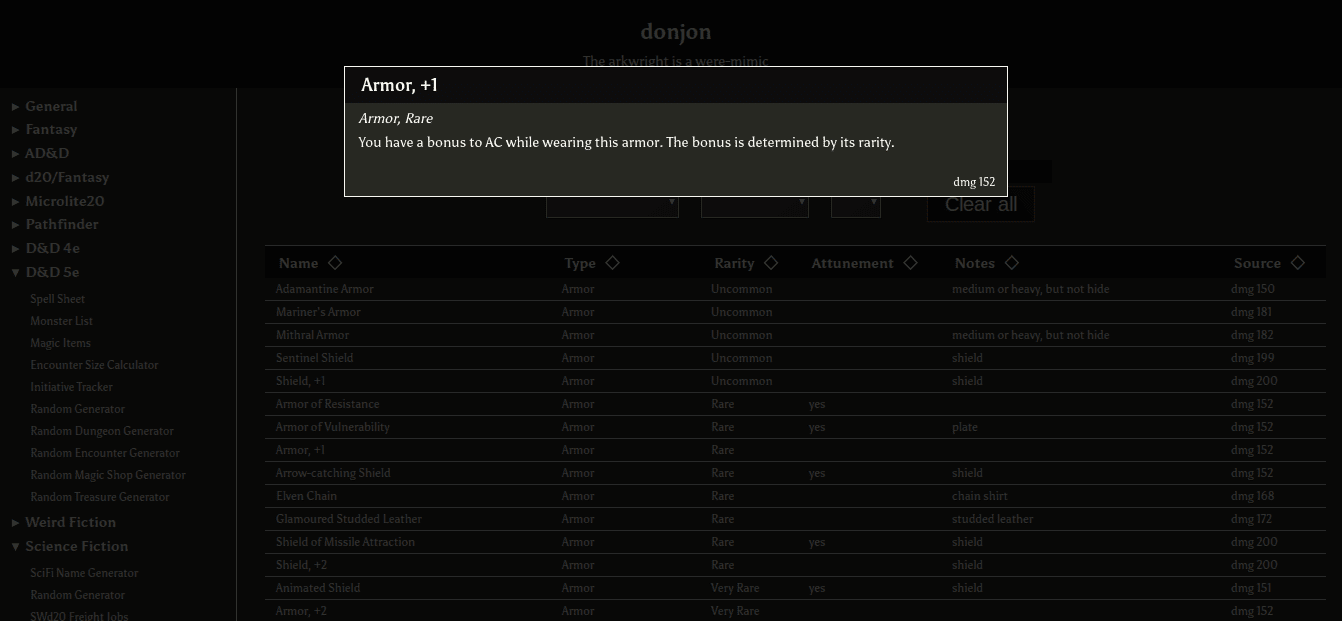 donjon
The arkwright is a were-mimic
Armor, +1
Armor, Rare
You have a bonus to AC while wearing this armor. The bonus is determined by its rarity.
dmg 152
Clear all
General
Fantasy
AD&D
d20/Fantasy
Microlite20
Pathfinder
D&D 4e
D&D 5e
Spell Sheet
Monster List
Magic Items
Encounter Size Calculator
Initiative Tracker
Random Generator
Random Dungeon Generator
Random Encounter Generator
Random Magic Shop Generator
Random Treasure Generator
Weird Fiction
Science Fiction
SciFi Name Generator
Random Generator
SWd20 Freight Jobs
Name Type Rarity Attunement Notes Source
Adamantine Armor Armor Uncommon medium or heavy, but not hide dmg 150
Mariner's Armor Armor Uncommon dmg 181
Mithral Armor Armor Uncommon medium or heavy, but not hide dmg 182
Sentinel Shield Armor Uncommon shield dmg 199
Shield, +1 Armor Uncommon shield dmg 200
Armor of Resistance Armor Rare yes dmg 152
Armor of Vulnerability Armor Rare yes plate dmg 152
Armor, +1 Armor Rare dmg 152
Arrow-catching Shield Armor Rare yes shield dmg 152
Elven Chain Armor Rare chain shirt dmg 168
Glamoured Studded Leather Armor Rare studded leather dmg 172
Shield of Missile Attraction Armor Rare yes shield dmg 200
Shield, +2 Armor Rare shield dmg 200
Animated Shield Armor Very Rare yes shield dmg 151
Armor, +2 Armor Very Rare dmg 152